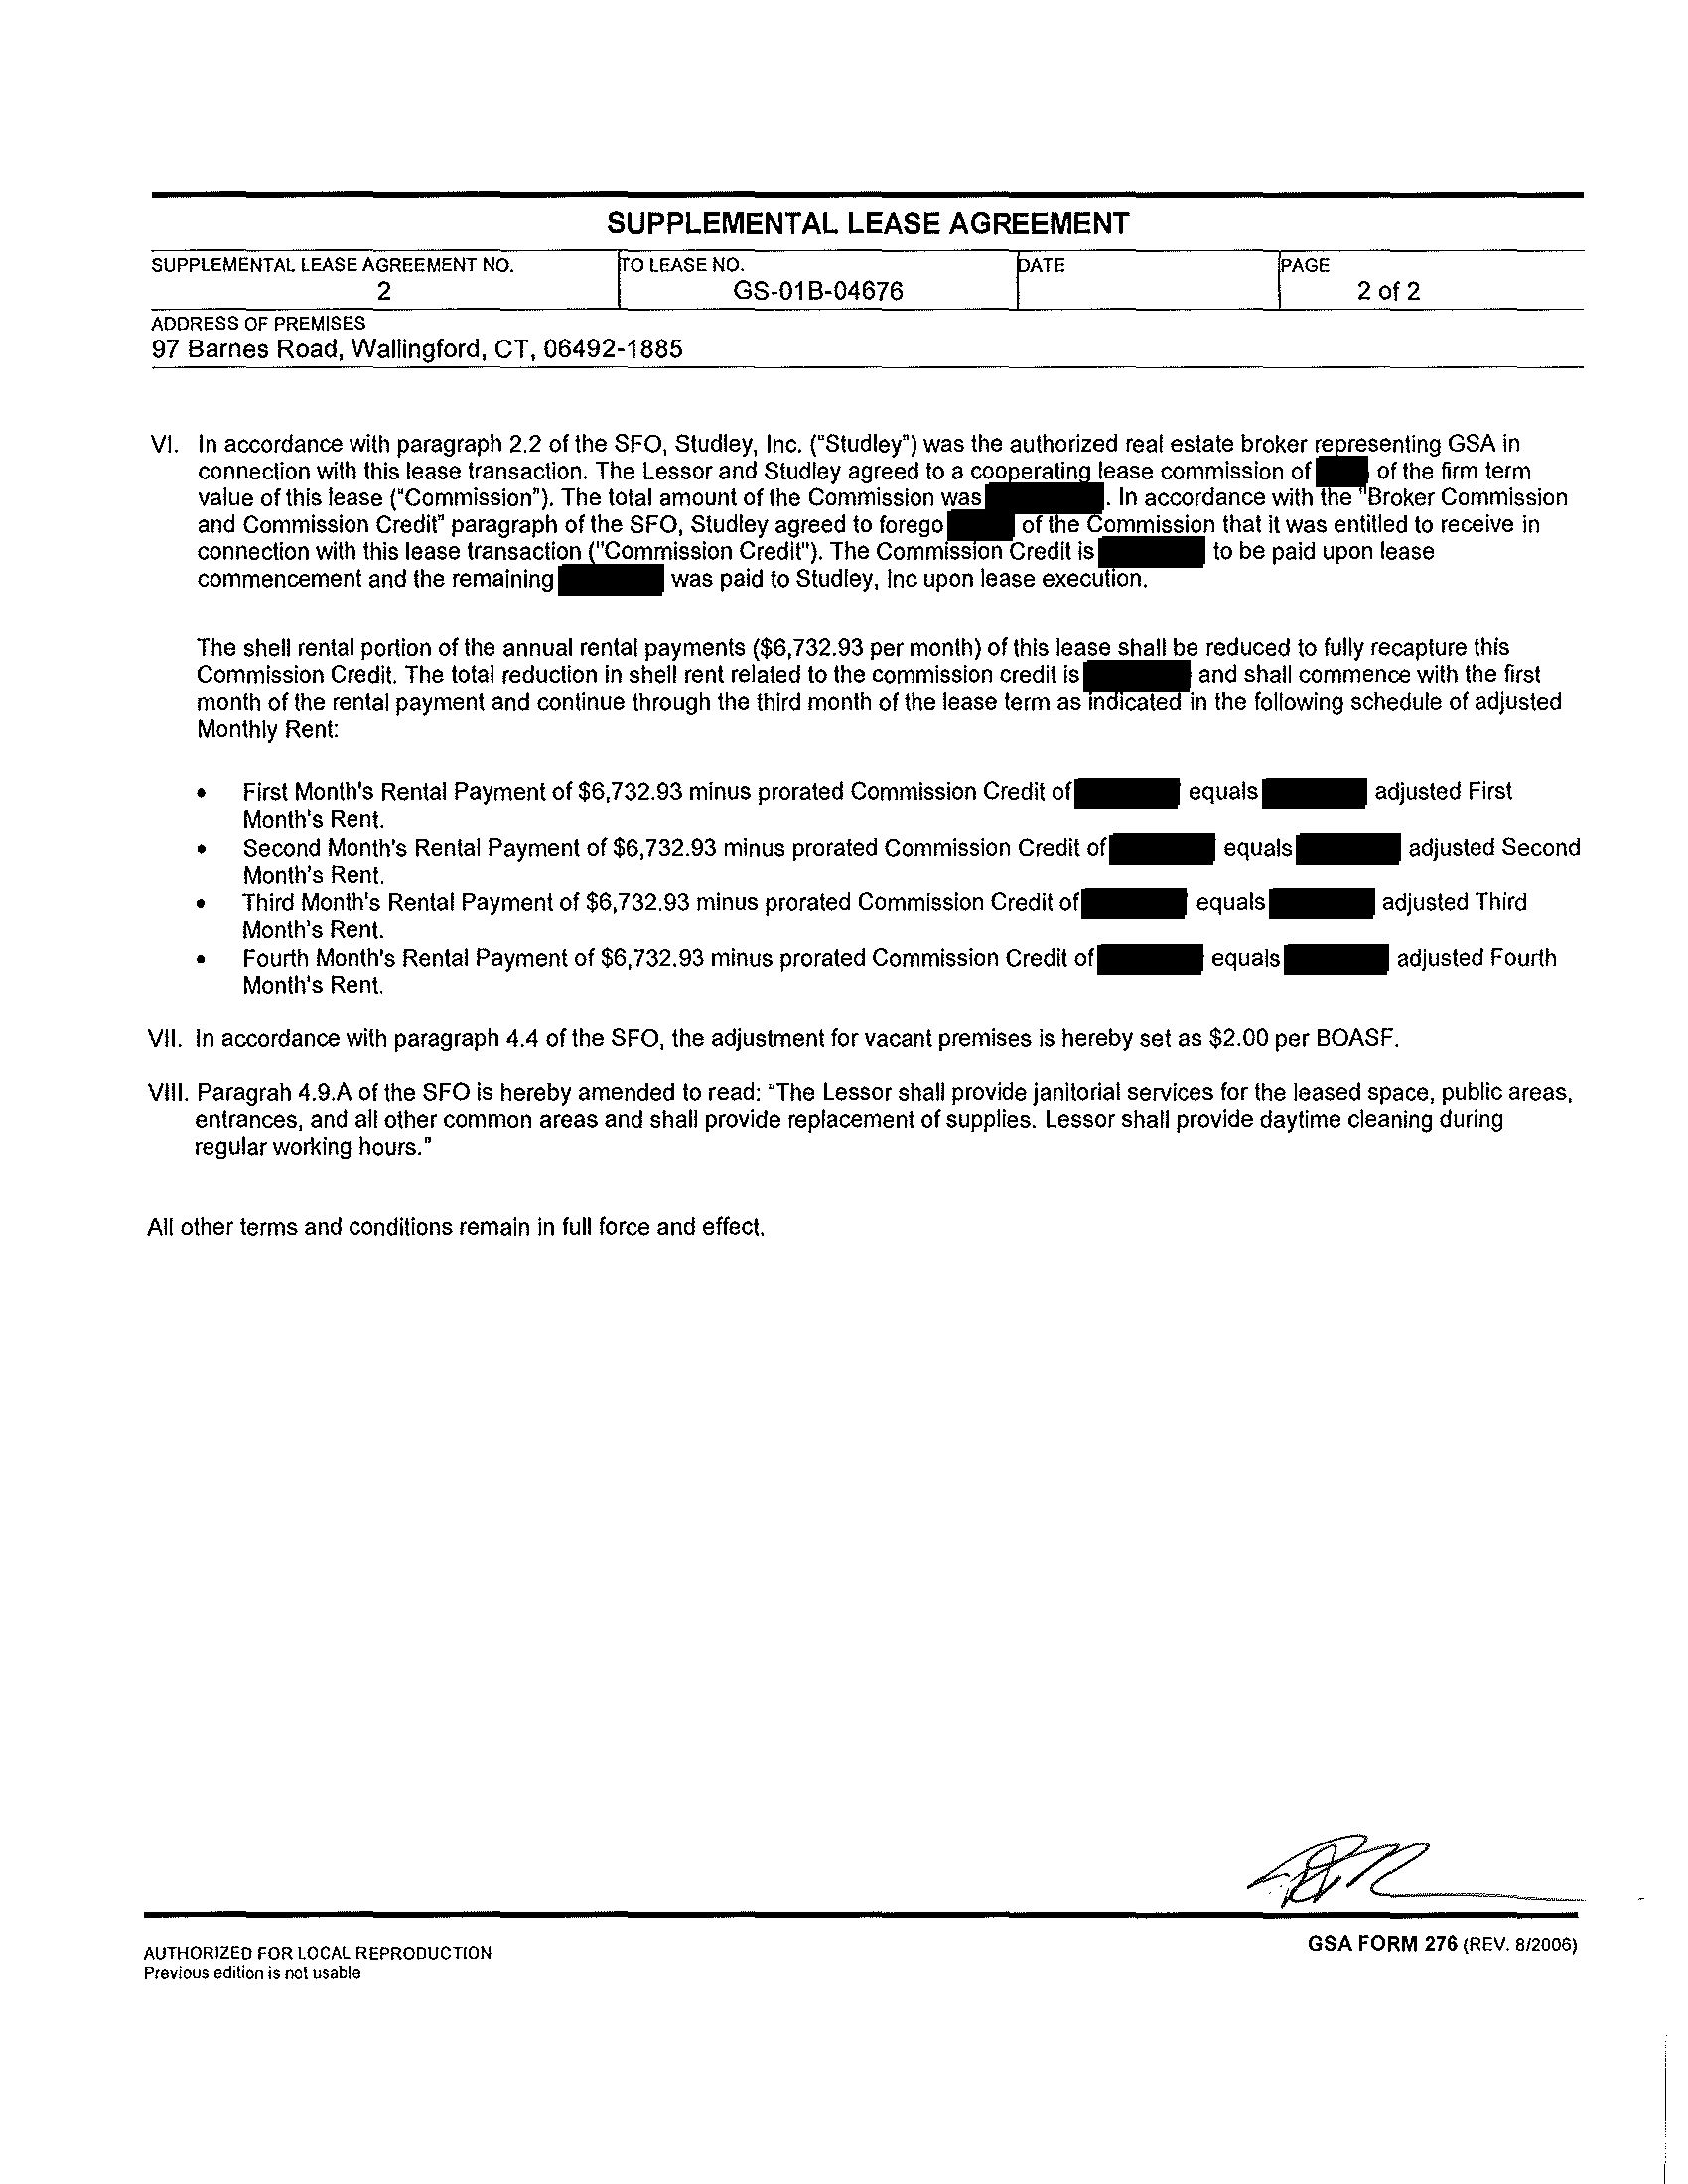 SUPPLEMENTAL LEASE AGREEMENT
SUPPLEMENTAL LEASE AGREEMENT NO. TO LEASE NO. DATE PAGE
2 GS-01B-04676 2 of 2
ADDRESS OF PREMISES
97 Barnes Road, Wallingford, CT, 06492-1885
VI. In accordance with paragraph 2.2 of the SFO, Studley, Inc. ("Studley") was the authorized real estate broker representing GSA in
connection with this lease transaction. The Lessor and Studley agreed to a cooperating lease commission of of the firm term
value of this lease ("Commission"). The total amount of the Commission was . In accordance with the "Broker Commission
and Commission Credit" paragraph of the SFO, Studley agreed to forego of the Commission that it was entitled to receive in
connection with this lease transaction ("Commission Credit"). The Commission Credit is to be paid upon lease
commencement and the remaining was paid to Studley, Inc upon lease execution.
The shell rental portion of the annual rental payments ($6,732.93 per month) of this lease shall be reduced to fully recapture this
Commission Credit. The total reduction in shell rent related to the commission credit is and shall commence with the first
month of the rental payment and continue through the third month of the lease term as indicated in the following schedule of adjusted
Monthly Rent:
• First Month's Rental Payment of $6,732.93 minus prorated Commission Credit of equals adjusted First
Month's Rent.
• Second Month's Rental Payment of $6,732.93 minus prorated Commission Credit of equals adjusted Second
Month's Rent.
• Third Month's Rental Payment of $6,732.93 minus prorated Commission Credit of equals adjusted Third
Month's Rent.
• Fourth Month's Rental Payment of $6,732.93 minus prorated Commission Credit of equals adjusted Fourth
Month's Rent.
VII. In accordance with paragraph 4.4 of the SFO, the adjustment for vacant premises is hereby set as $2.00 per BOASF.
VIII. Paragrah 4.9.A of the SFO is hereby amended to read: "The Lessor shall provide janitorial services for the leased space, public areas,
entrances, and all other common areas and shall provide replacement of supplies. Lessor shall provide daytime cleaning during
regular working hours."
All other terms and conditions remain in full force and effect.
AUTHORIZED FOR LOCAL REPRODUCTION
Previous edition is not usable
GSA FORM 276 (REV. 8/2006)